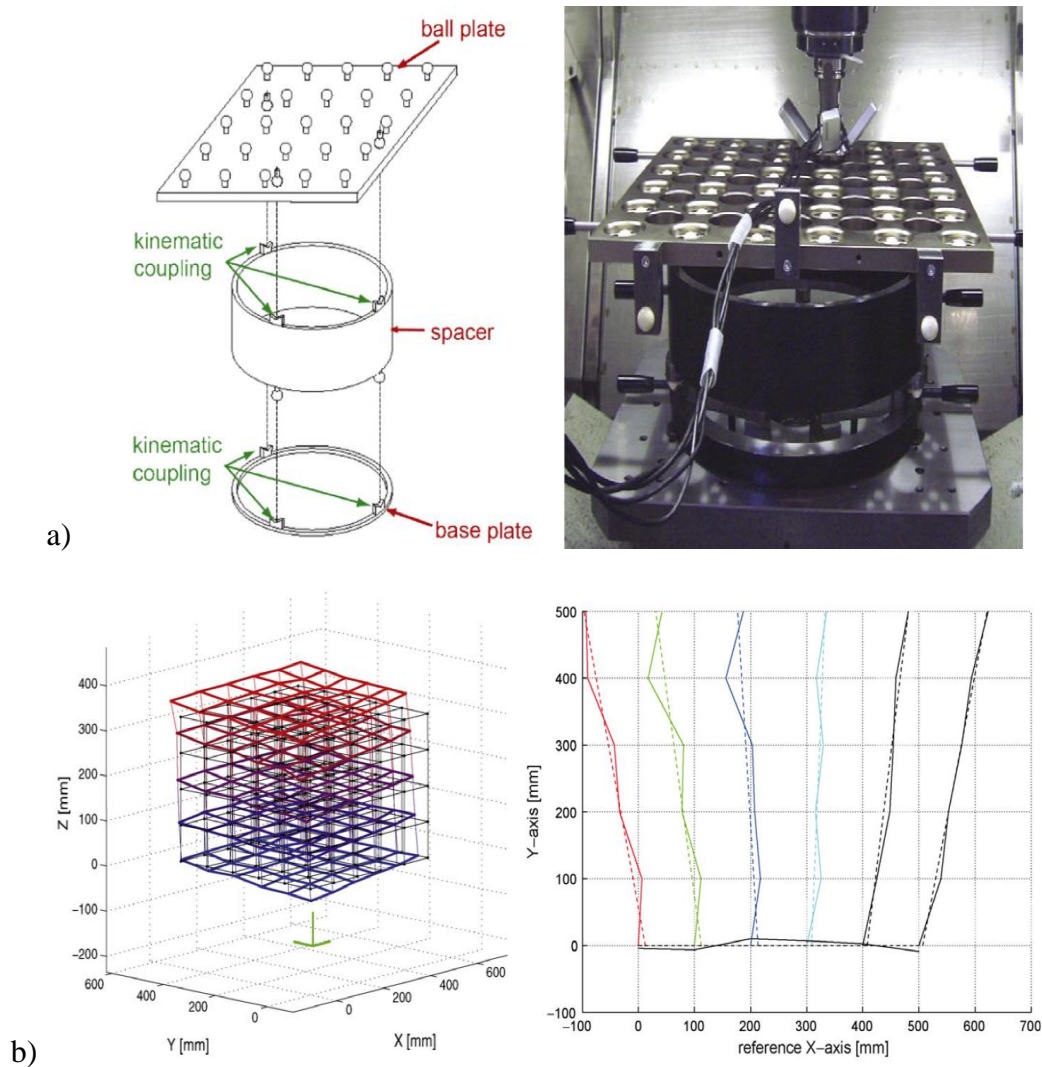 ball plate
kinematic
coupling
spacer
kinematic
coupling
base plate
a)
400
300
200
100
0
−100
−200
Z [mm]
600
400
200
0
Y [mm]
0
200
400
600
X [mm]
500
400
300
200
100
0
−100
Y−axis [mm]
−100
0
100
200
300
400
500
600
700
reference X−axis [mm]
b)